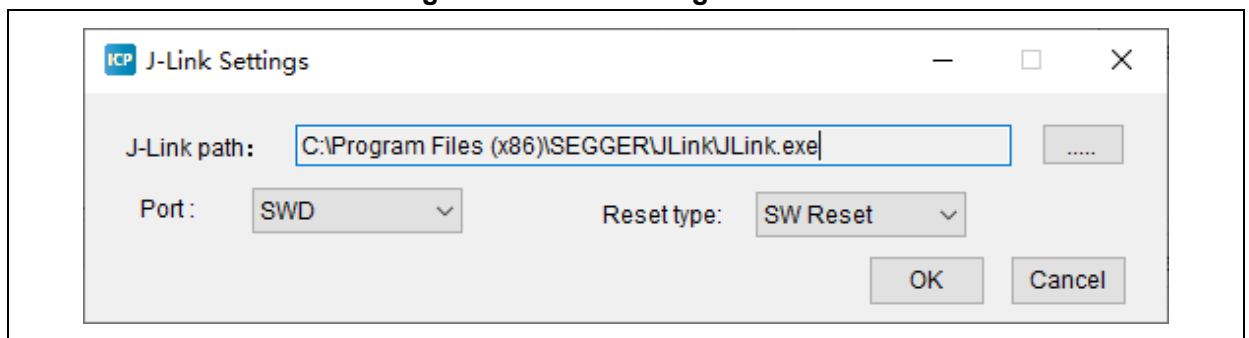 ICP J-Link Settings
J-Link path： C:\Program Files (x86)\SEGGER\JLink\JLink.exe .....
Port : SWD Reset type: SW Reset
OK Cancel